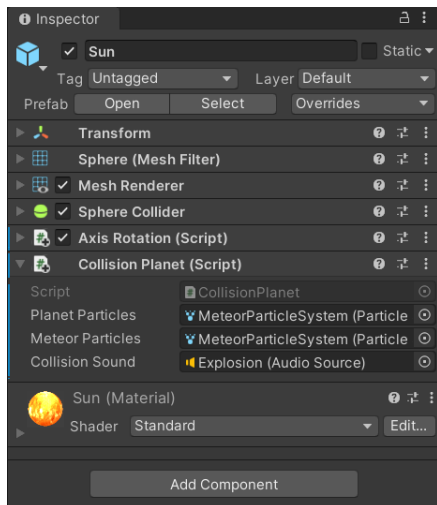 Inspector
Sun Static
Tag Untagged Layer Default
Prefab Open Select Overrides
Transform
Sphere (Mesh Filter)
Mesh Renderer
Sphere Collider
Axis Rotation (Script)
# Collision Planet (Script)
Script # CollisionPlanet
Planet Particles MeteorParticleSystem (Particle
Meteor Particles MeteorParticleSystem (Particle
Collision Sound Explosion (Audio Source)
Sun (Material)
Shader Standard Edit...
Add Component